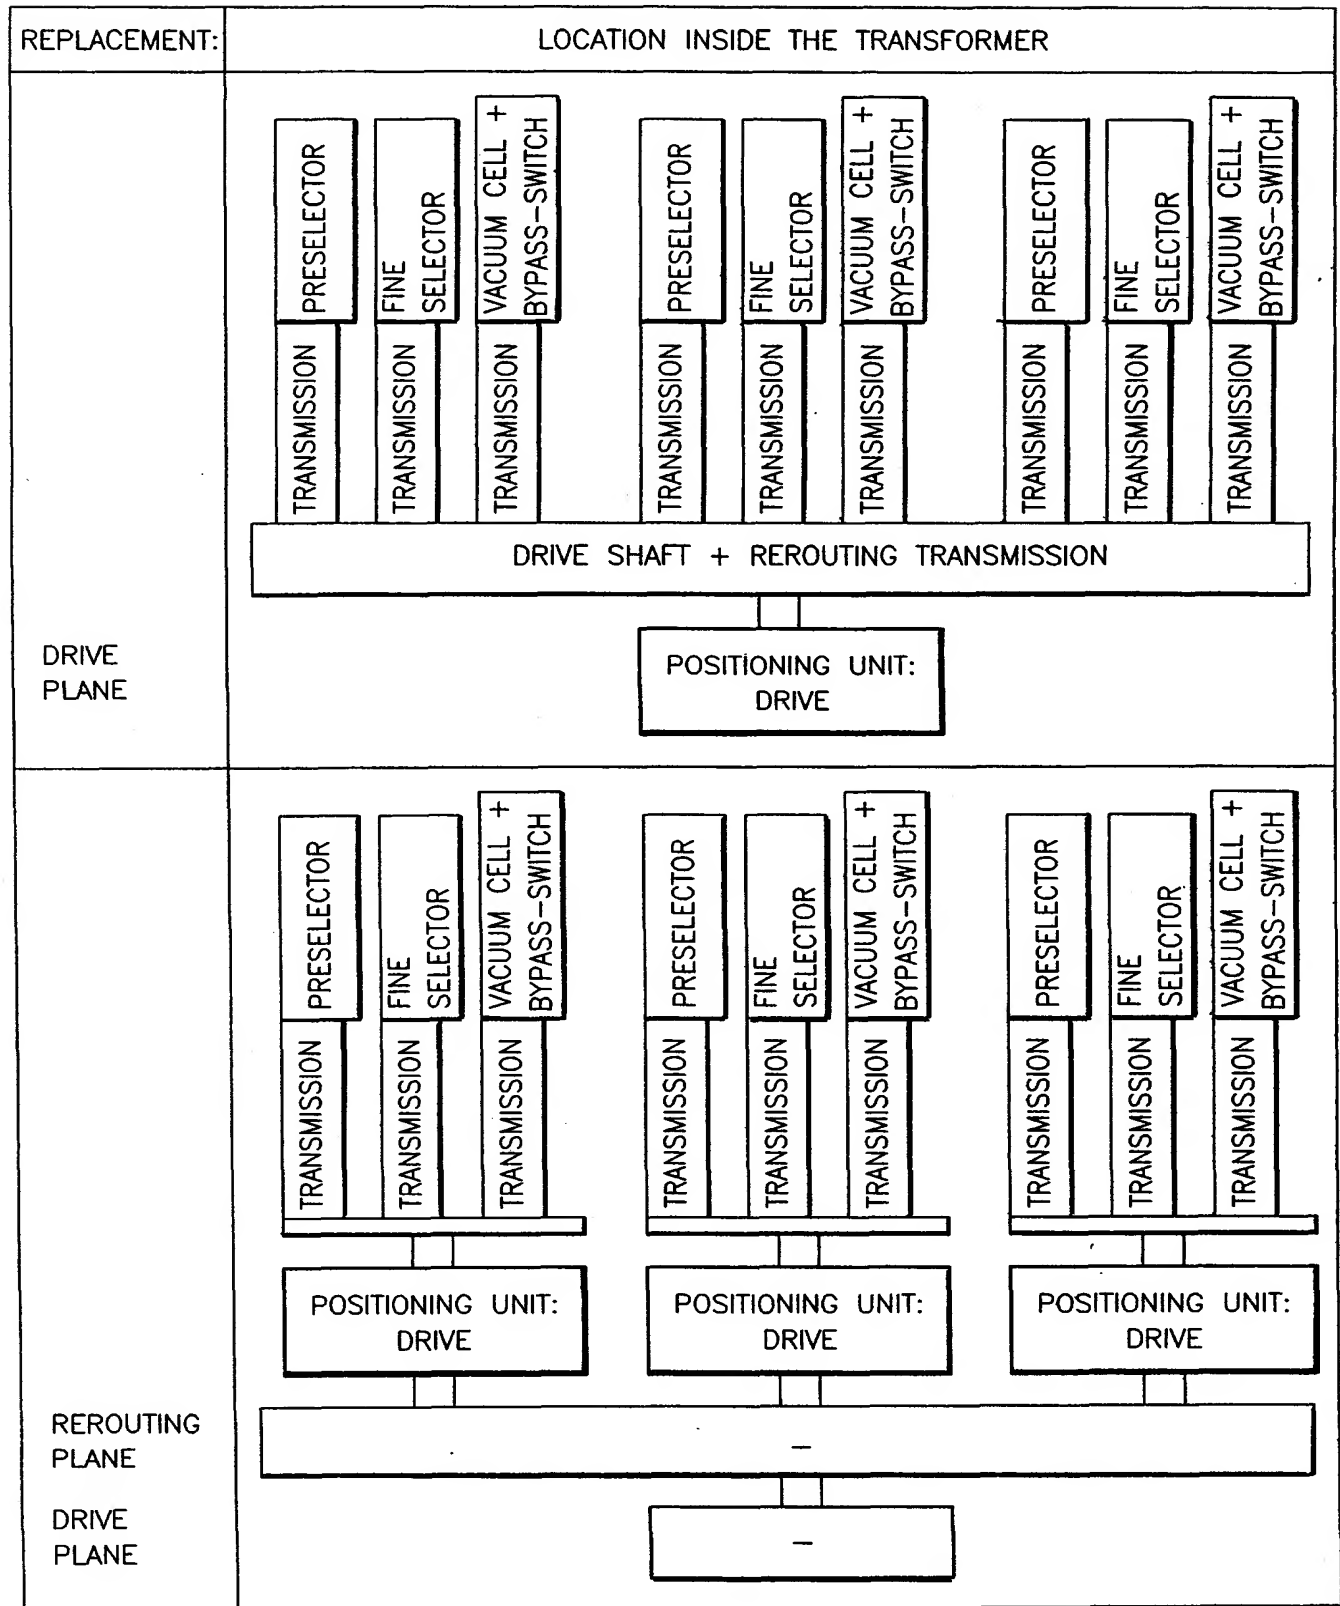 REPLACEMENT:
LOCATION INSIDE THE TRANSFORMER
PRESELECTOR
FINE
SELECTOR
VACUUM CELL +
BYPASS-SWITCH
PRESELECTOR
FINE
SELECTOR
VACUUM CELL +
BYPASS-SWITCH
PRESELECTOR
FINE
SELECTOR
VACUUM CELL +
BYPASS-SWITCH
TRANSMISSION
TRANSMISSION
TRANSMISSION
TRANSMISSION
TRANSMISSION
TRANSMISSION
TRANSMISSION
TRANSMISSION
TRANSMISSION
DRIVE SHAFT + REROUTING TRANSMISSION
DRIVE
PLANE
POSITIONING UNIT:
DRIVE
PRESELECTOR
FINE
SELECTOR
VACUUM CELL +
BYPASS-SWITCH
PRESELECTOR
FINE
SELECTOR
VACUUM CELL +
BYPASS-SWITCH
PRESELECTOR
FINE
SELECTOR
VACUUM CELL +
BYPASS-SWITCH
TRANSMISSION
TRANSMISSION
TRANSMISSION
TRANSMISSION
TRANSMISSION
TRANSMISSION
TRANSMISSION
TRANSMISSION
TRANSMISSION
POSITIONING UNIT:
DRIVE
POSITIONING UNIT:
DRIVE
POSITIONING UNIT:
DRIVE
REROUTING
PLANE
–
DRIVE
PLANE
–